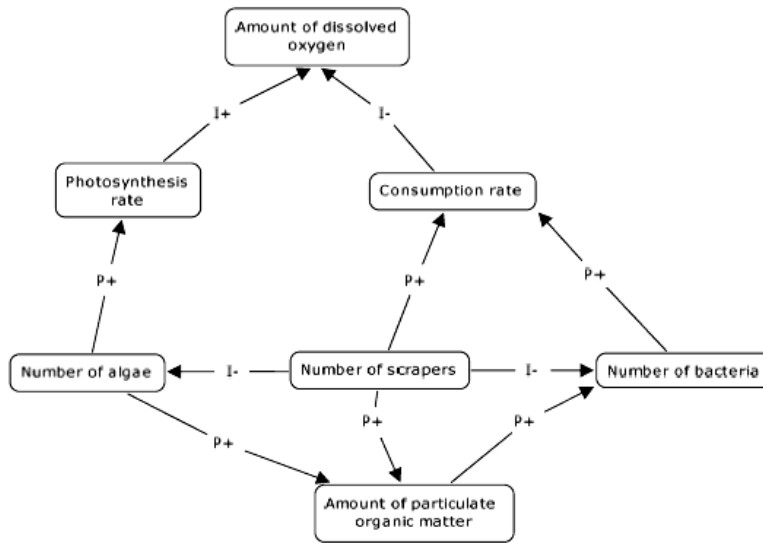 Amount of dissolved
oxygen
I+
I-
Photosynthesis
rate
Consumption rate
P+
P+
P+
Number of algae
I-
Number of scrapers
I-
Number of bacteria
P+
P+
P+
Amount of particulate
organic matter